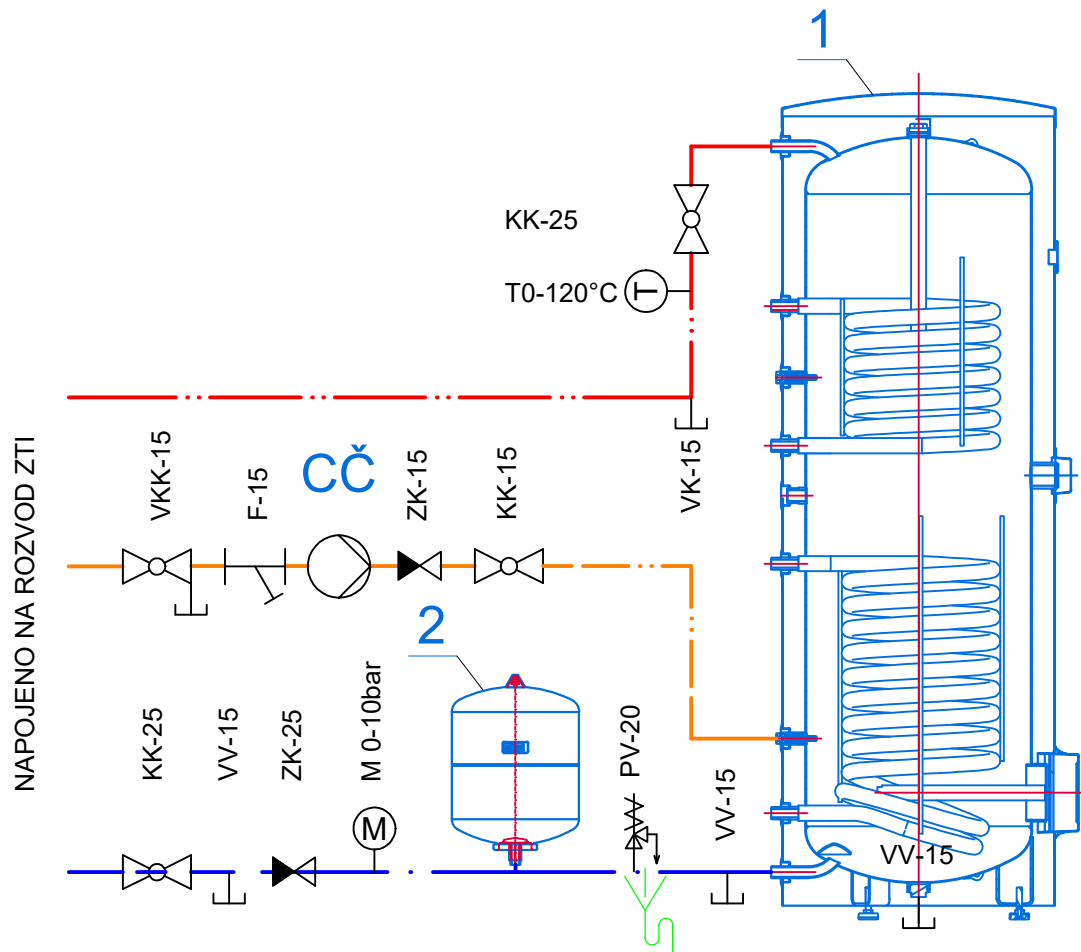 1
KK-25
T0-120°C
T
NAPOJENO NA ROZVOD ZTI
VKK-15
F-15
CČ
ZK-15
KK-15
VK-15
2
KK-25
VV-15
ZK-25
M 0-10bar
M
PV-20
VV-15
VV-15